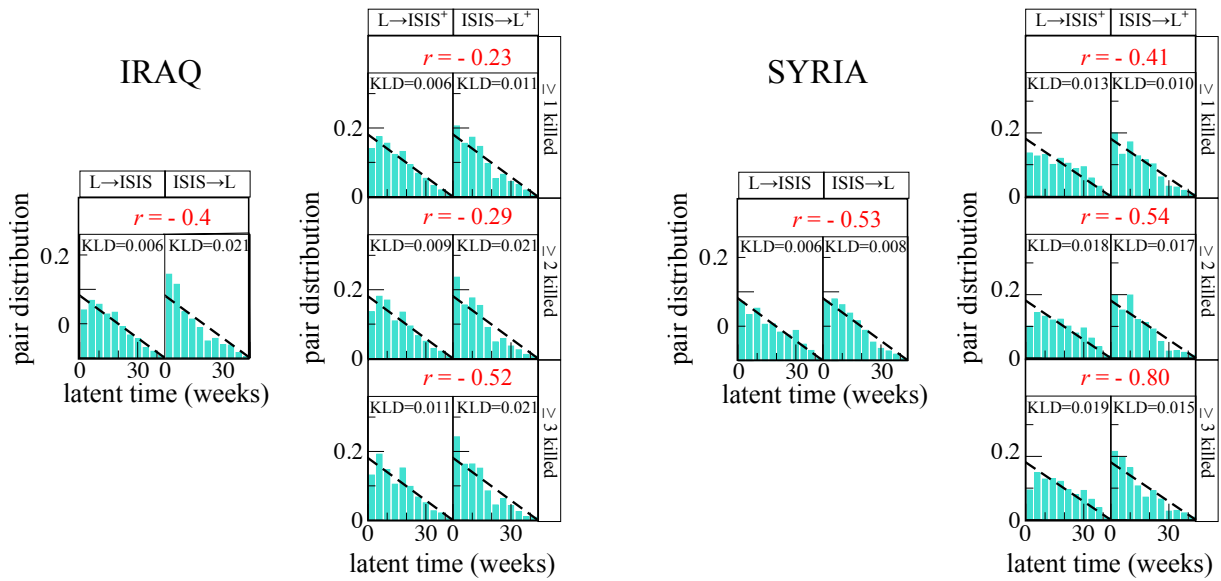 IRAQ
L→ISIS ISIS→L
r = - 0.4
KLD=0.006 KLD=0.021
0.2
0
pair distribution
0 30 0 30
latent time (weeks)
L→ISIS⁺ ISIS→L⁺
r = - 0.23
KLD=0.006 KLD=0.011
0.2
0
≥ 1 killed
r = - 0.29
KLD=0.009 KLD=0.021
0.2
0
≥ 2 killed
pair distribution
r = - 0.52
KLD=0.011 KLD=0.021
0.2
0
≥ 3 killed
0 30 0 30
latent time (weeks)
SYRIA
L→ISIS ISIS→L
r = - 0.53
KLD=0.006 KLD=0.008
0.2
0
pair distribution
0 30 0 30
latent time (weeks)
L→ISIS⁺ ISIS→L⁺
r = - 0.41
KLD=0.013 KLD=0.010
0.2
0
≥ 1 killed
r = - 0.54
KLD=0.018 KLD=0.017
0.2
0
≥ 2 killed
pair distribution
r = - 0.80
KLD=0.019 KLD=0.015
0.2
0
≥ 3 killed
0 30 0 30
latent time (weeks)